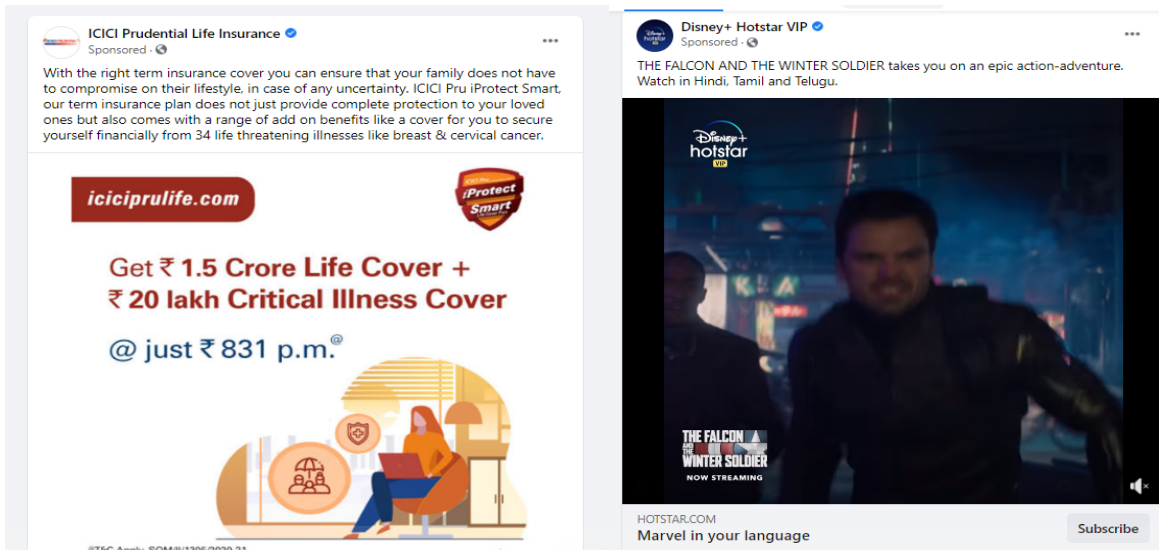 ICICI Prudential Life Insurance
Sponsored ·
With the right term insurance cover you can ensure that your family does not have
to compromise on their lifestyle, in case of any uncertainty. ICICI Pru iProtect Smart,
our term insurance plan does not just provide complete protection to your loved
ones but also comes with a range of add on benefits like a cover for you to secure
yourself financially from 34 life threatening illnesses like breast & cervical cancer.
iciciprulife.com
ICICI Pru
iProtect
Smart
Get ₹ 1.5 Crore Life Cover +
₹ 20 lakh Critical Illness Cover
@ just ₹ 831 p.m.@
Disney+ Hotstar VIP
Sponsored ·
THE FALCON AND THE WINTER SOLDIER takes you on an epic action-adventure.
Watch in Hindi, Tamil and Telugu.
Disney+
hotstar
VIP
THE FALCON
AND THE
WINTER SOLDIER
NOW STREAMING
HOTSTAR.COM
Marvel in your language
Subscribe